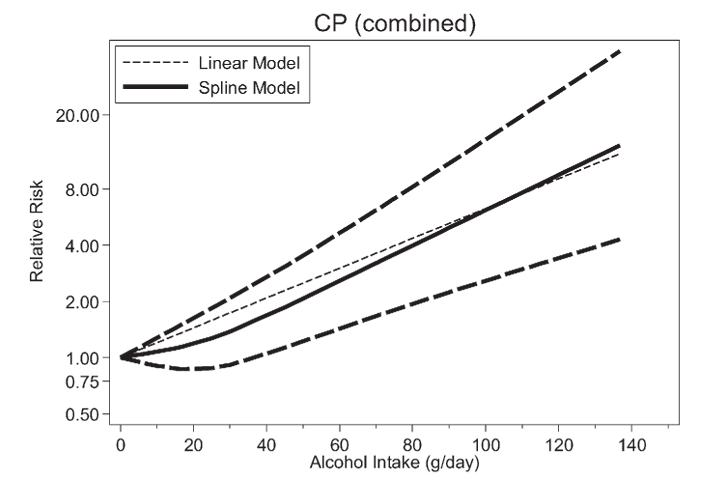 CP (combined)
Linear Model
Spline Model
20.00
8.00
4.00
2.00
1.00
0.75
0.50
Relative Risk
0 20 40 60 80 100 120 140
Alcohol Intake (g/day)